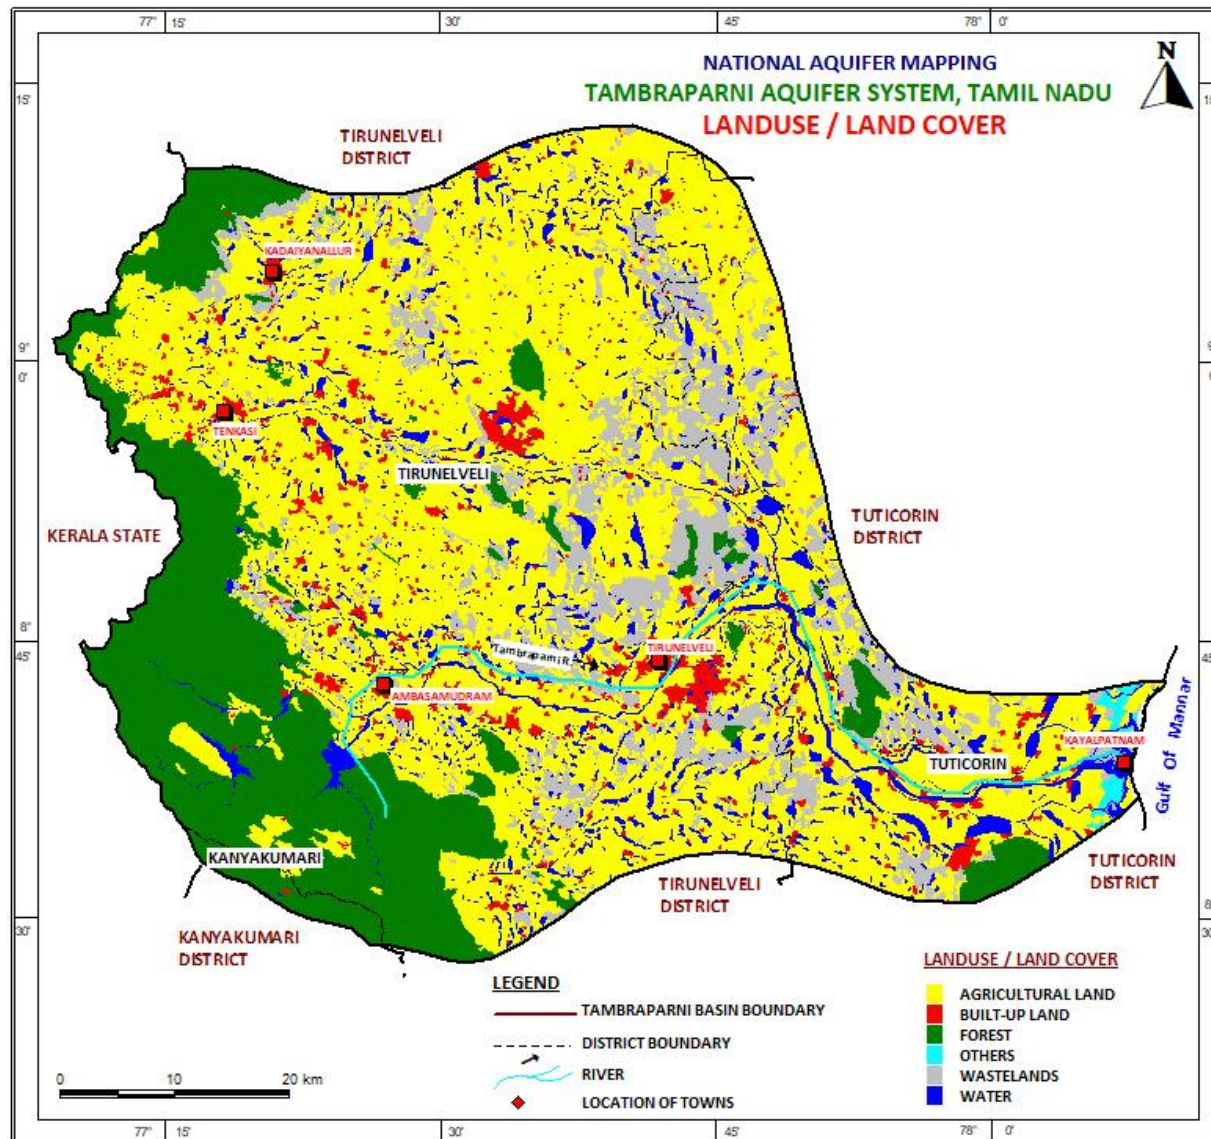 77° 15' 30' 45' 78° 0'
N
NATIONAL AQUIFER MAPPING
TAMBRAPARNI AQUIFER SYSTEM, TAMIL NADU
LANDUSE / LAND COVER
15'
TIRUNELVELI
DISTRICT
KADAIYANALLUR
9°
0'
TENKASI
TIRUNELVELI
KERALA STATE
TUTICORIN
DISTRICT
8°
45'
Tambraparni R.
TIRUNELVELI
AMBASAMUDRAM
KAYALPATNAM
Gulf Of Mannar
TUTICORIN
KANYAKUMARI
TIRUNELVELI
DISTRICT
TUTICORIN
DISTRICT
30'
KANYAKUMARI
DISTRICT
LEGEND
TAMBRAPARNI BASIN BOUNDARY
DISTRICT BOUNDARY
RIVER
LOCATION OF TOWNS
LANDUSE / LAND COVER
AGRICULTURAL LAND
BUILT-UP LAND
FOREST
OTHERS
WASTELANDS
WATER
0 10 20 km
77° 15' 30' 45' 78° 0'